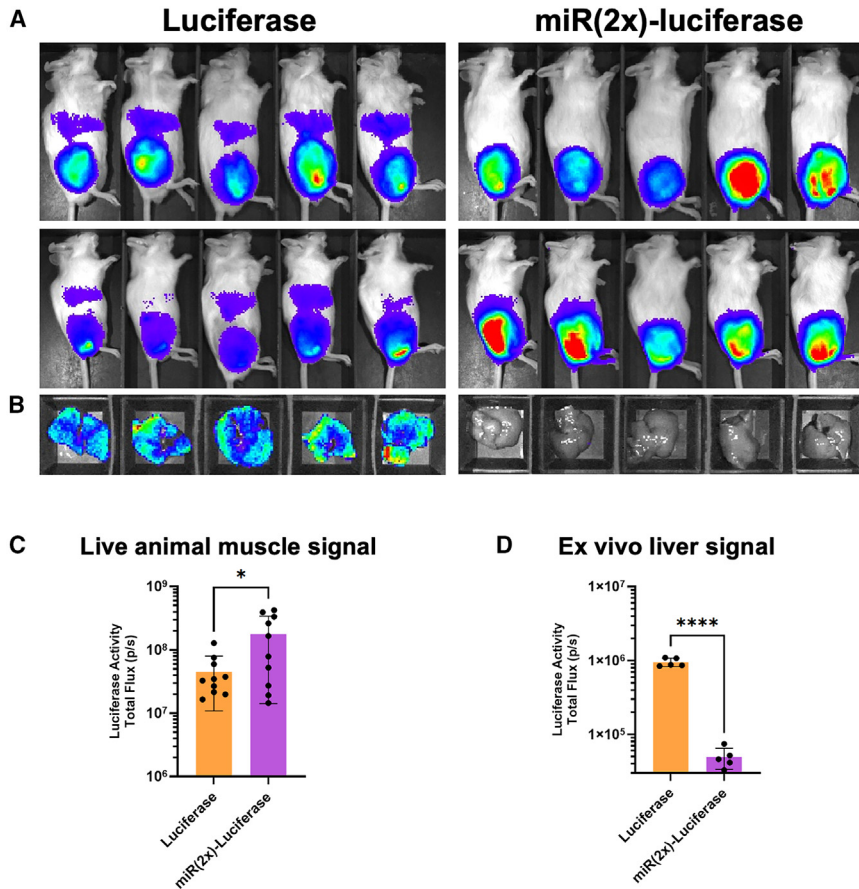 A
Luciferase
miR(2x)-luciferase
B
C
Live animal muscle signal
Luciferase Activity
Total Flux (p/s)
10⁹
10⁸
10⁷
10⁶
*
Luciferase
miR(2x)-Luciferase
D
Ex vivo liver signal
Luciferase Activity
Total Flux (p/s)
1×10⁷
1×10⁶
1×10⁵
****
Luciferase
miR(2x)-Luciferase